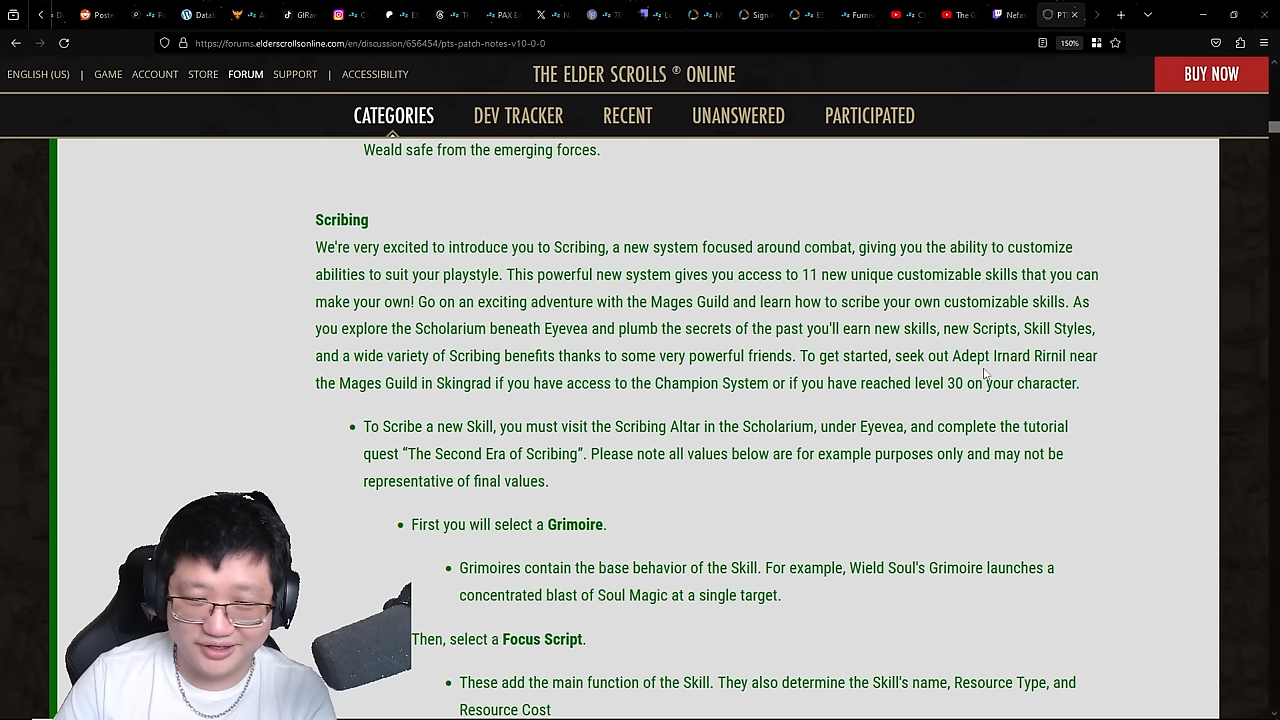 Poste
P
Datab
A
GIRar
C
E
Th
PAX E
N
7
Lo
M
Sign i
ES
Furnis
C
The G
Nefa
PT
https://forums.elderscrollsonline.com/en/discussion/656454/pts-patch-notes-v10-0-0
150%
ENGLISH (US) | GAME ACCOUNT STORE FORUM SUPPORT | ACCESSIBILITY
THE ELDER SCROLLS ® ONLINE
BUY NOW
CATEGORIES DEV TRACKER RECENT UNANSWERED PARTICIPATED
Weald safe from the emerging forces.
Scribing
We're very excited to introduce you to Scribing, a new system focused around combat, giving you the ability to customize
abilities to suit your playstyle. This powerful new system gives you access to 11 new unique customizable skills that you can
make your own! Go on an exciting adventure with the Mages Guild and learn how to scribe your own customizable skills. As
you explore the Scholarium beneath Eyevea and plumb the secrets of the past you'll earn new skills, new Scripts, Skill Styles,
and a wide variety of Scribing benefits thanks to some very powerful friends. To get started, seek out Adept Irnard Rirnil near
the Mages Guild in Skingrad if you have access to the Champion System or if you have reached level 30 on your character.
• To Scribe a new Skill, you must visit the Scribing Altar in the Scholarium, under Eyevea, and complete the tutorial
quest “The Second Era of Scribing”. Please note all values below are for example purposes only and may not be
representative of final values.
• First you will select a Grimoire.
• Grimoires contain the base behavior of the Skill. For example, Wield Soul's Grimoire launches a
concentrated blast of Soul Magic at a single target.
Then, select a Focus Script.
• These add the main function of the Skill. They also determine the Skill's name, Resource Type, and
Resource Cost